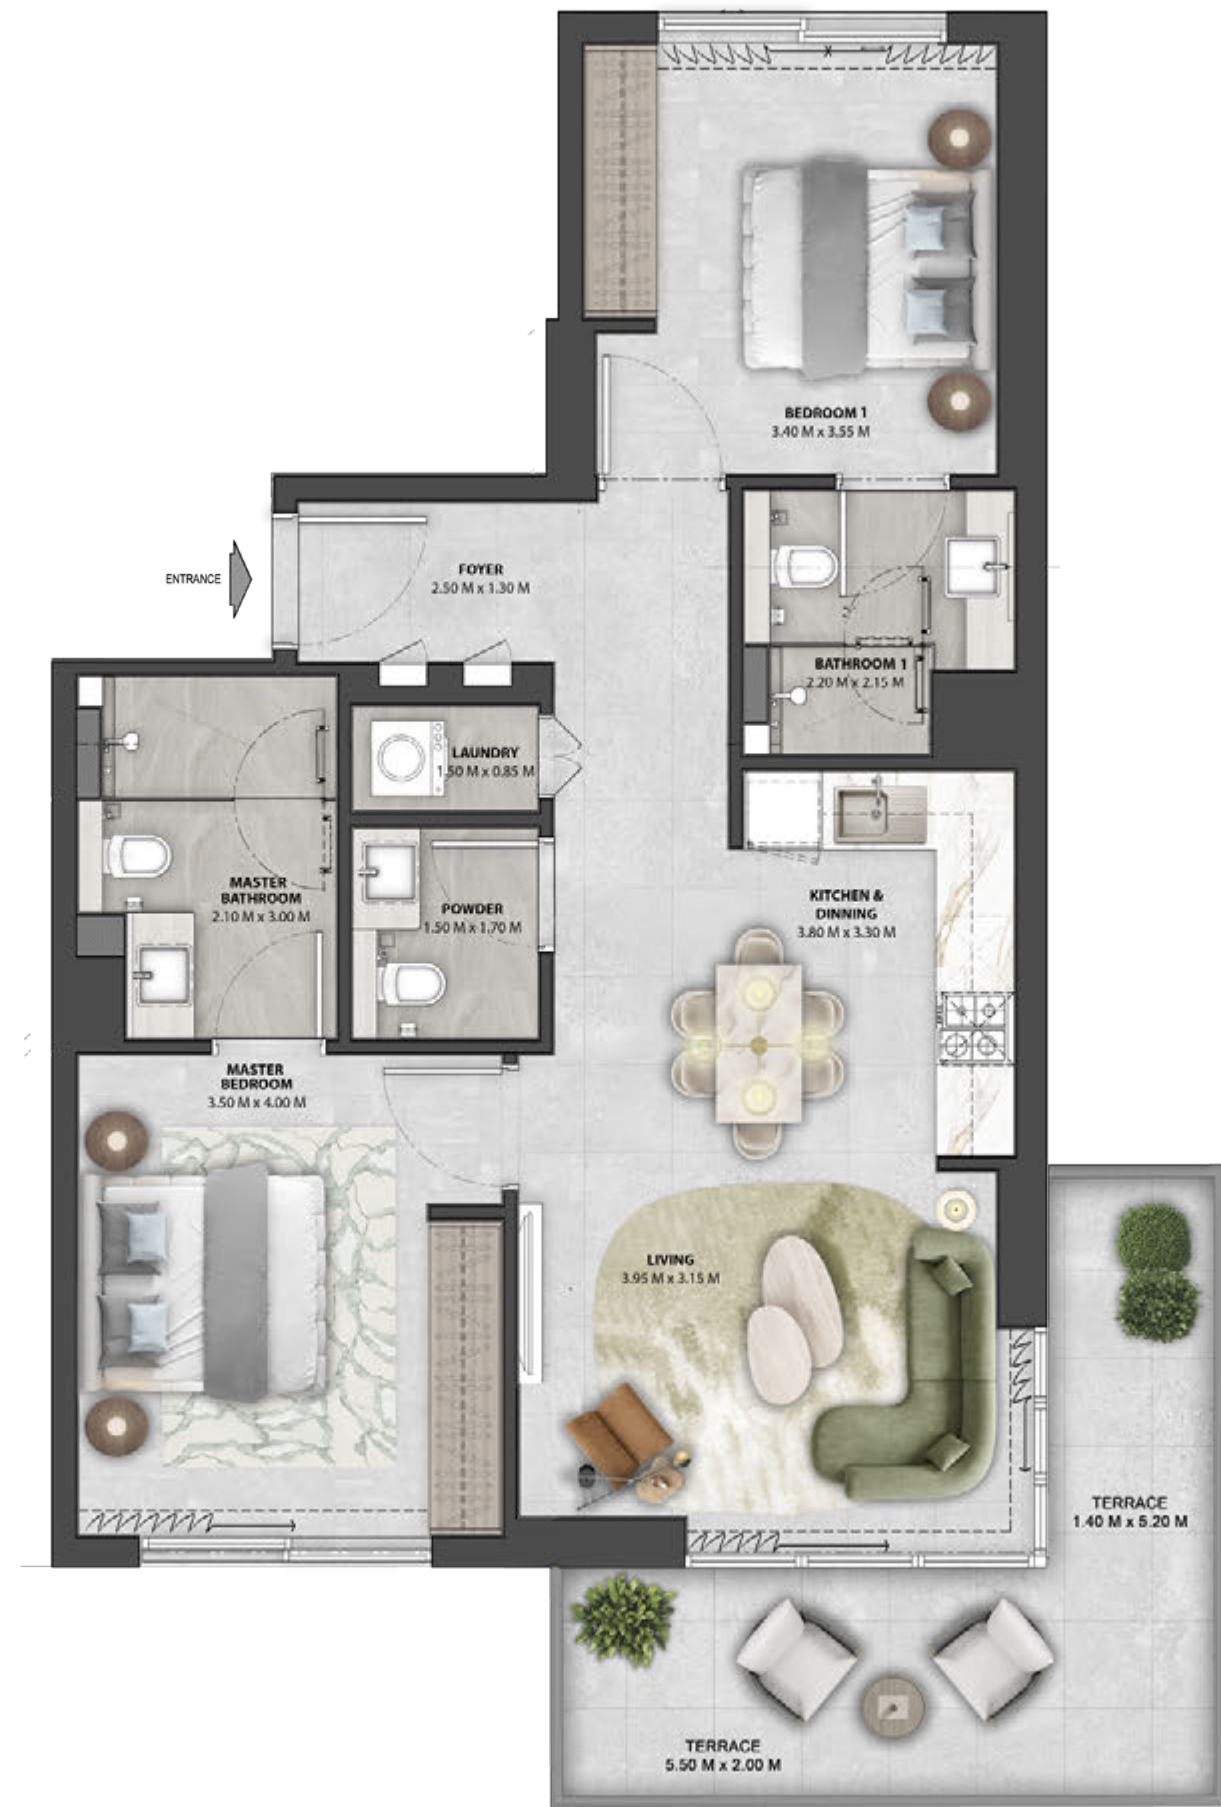 BEDROOM 1
3.40 M x 3.55 M
ENTRANCE
FOYER
2.50 M x 1.30 M
BATHROOM 1
2.20 M x 2.15 M
LAUNDRY
1.50 M x 0.85 M
MASTER
BATHROOM
2.10 M x 3.00 M
POWDER
1.50 M x 1.70 M
KITCHEN &
DINNING
3.80 M x 3.30 M
MASTER
BEDROOM
3.50 M x 4.00 M
LIVING
3.95 M x 3.15 M
TERRACE
1.40 M x 5.20 M
TERRACE
5.50 M x 2.00 M